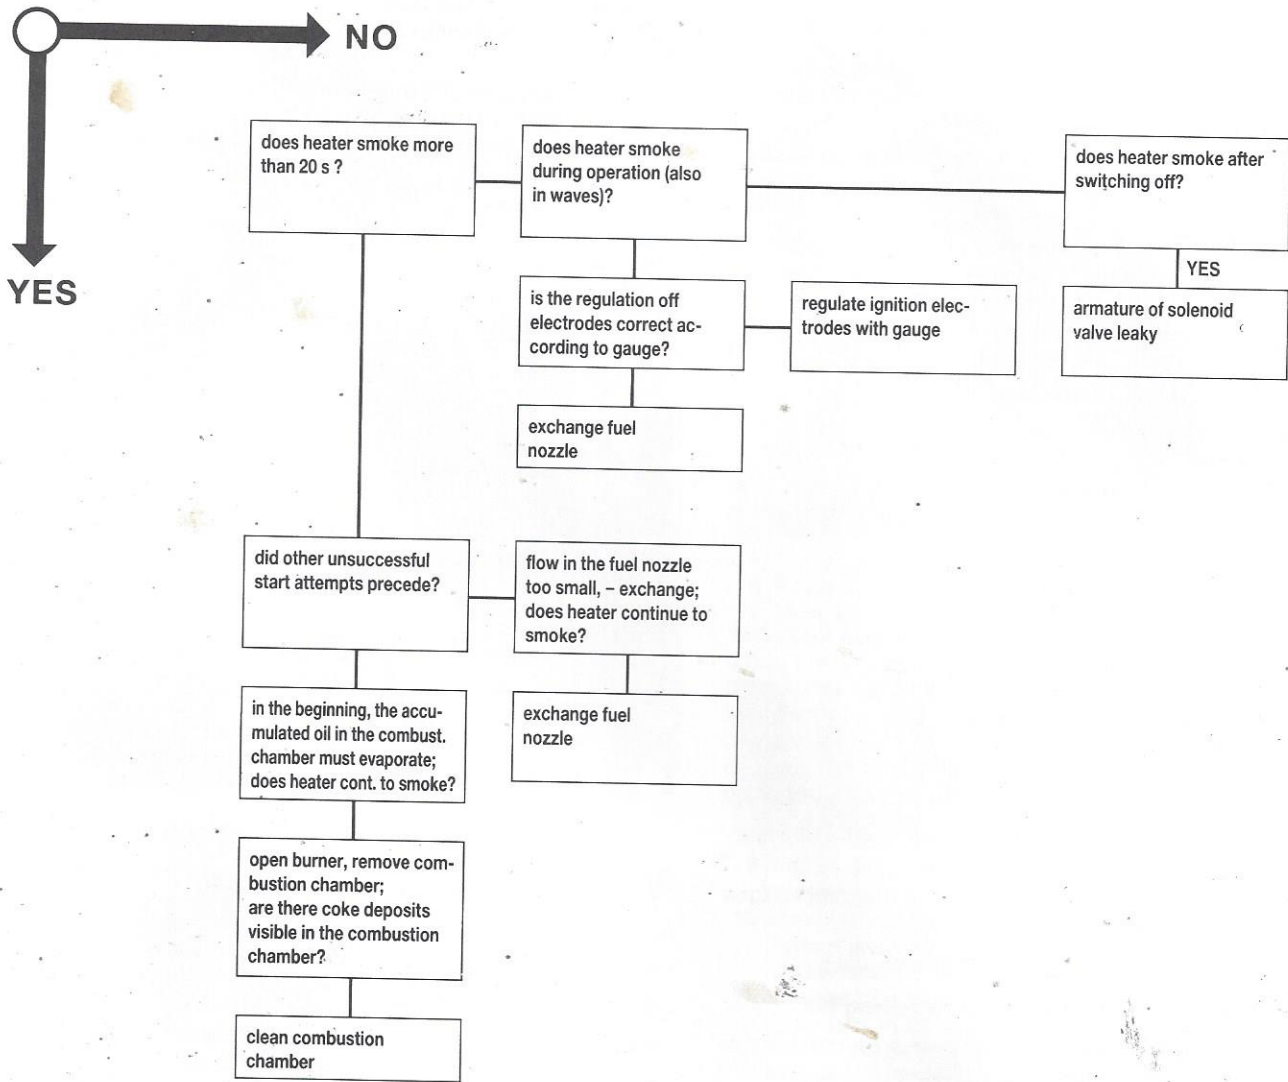 NO
YES
does heater smoke more
than 20 s ?
does heater smoke
during operation (also
in waves)?
does heater smoke after
switching off?
YES
is the regulation off
electrodes correct ac-
cording to gauge?
regulate ignition elec-
trodes with gauge
armature of solenoid
valve leaky
exchange fuel
nozzle
did other unsuccessful
start attempts precede?
flow in the fuel nozzle
too small, – exchange;
does heater continue to
smoke?
in the beginning, the accu-
mulated oil in the combust.
chamber must evaporate;
does heater cont. to smoke?
exchange fuel
nozzle
open burner, remove com-
bustion chamber;
are there coke deposits
visible in the combustion
chamber?
clean combustion
chamber